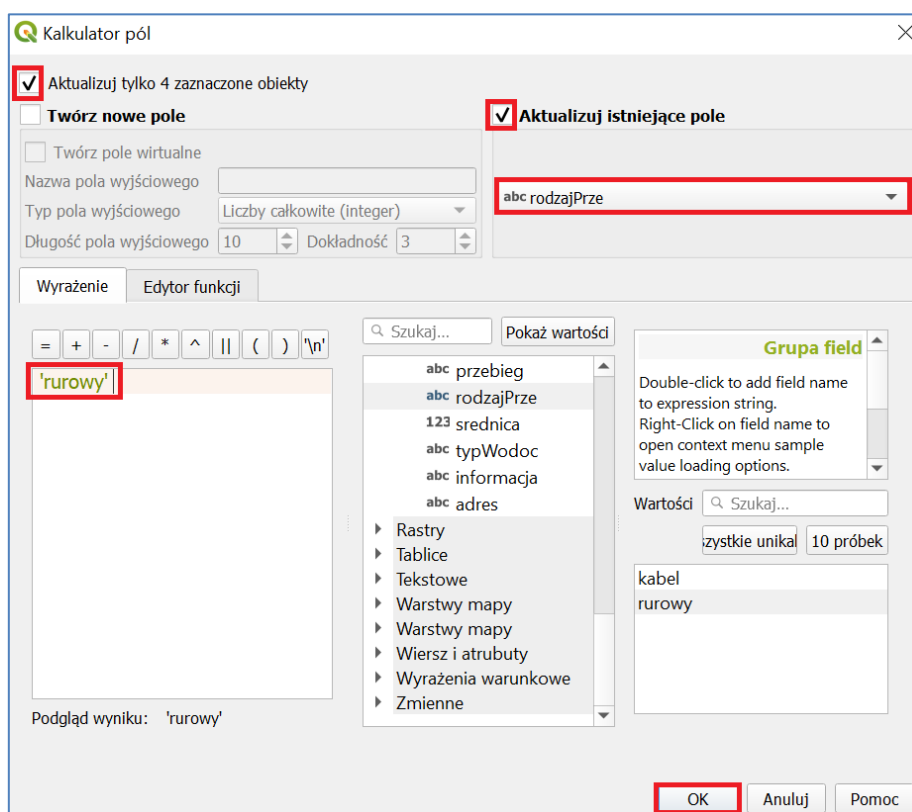 Kalkulator pól
Aktualizuj tylko 4 zaznaczone obiekty
Twórz nowe pole
Aktualizuj istniejące pole
Twórz pole wirtualne
Nazwa pola wyjściowego
Typ pola wyjściowego Liczby całkowite (integer)
Długość pola wyjściowego 10 Dokładność 3
abc rodzajPrze
Wyrażenie Edytor funkcji
= + - / * ^ || ( ) '\n'
'rurowy'
Podgląd wyniku: 'rurowy'
Szukaj... Pokaż wartości
abc przebieg
abc rodzajPrze
123 srednica
abc typWodoc
abc informacja
abc adres
Rastry
Tablice
Tekstowe
Warstwy mapy
Warstwy mapy
Wiersz i atrubuty
Wyrażenia warunkowe
Zmienne
Grupa field
Double-click to add field name
to expression string.
Right-Click on field name to
open context menu sample
value loading options.
Wartości Szukaj...
szystkie unikal 10 próbek
kabel
rurowy
OK Anuluj Pomoc